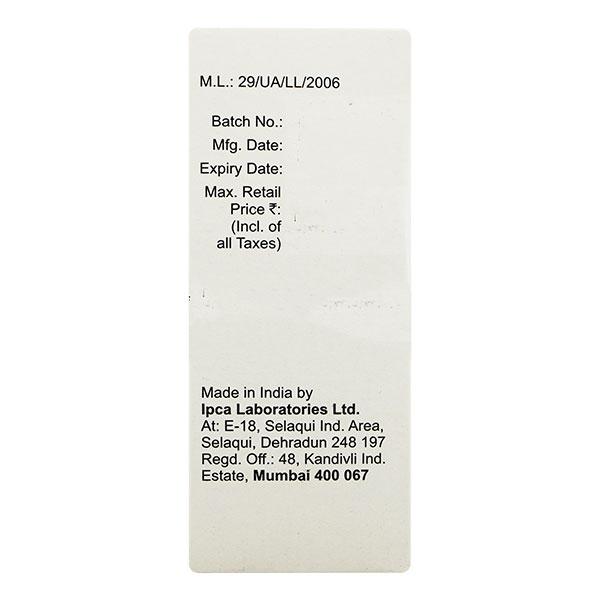 M.L.: 29/UA/LL/2006
Batch No.:
Mfg. Date:
Expiry Date:
Max. Retail
Price ₹:
(Incl. of
all Taxes)
Made in India by
Ipca Laboratories Ltd.
At: E-18, Selaqui Ind. Area,
Selaqui, Dehradun 248 197
Regd. Off.: 48, Kandivli Ind.
Estate, Mumbai 400 067